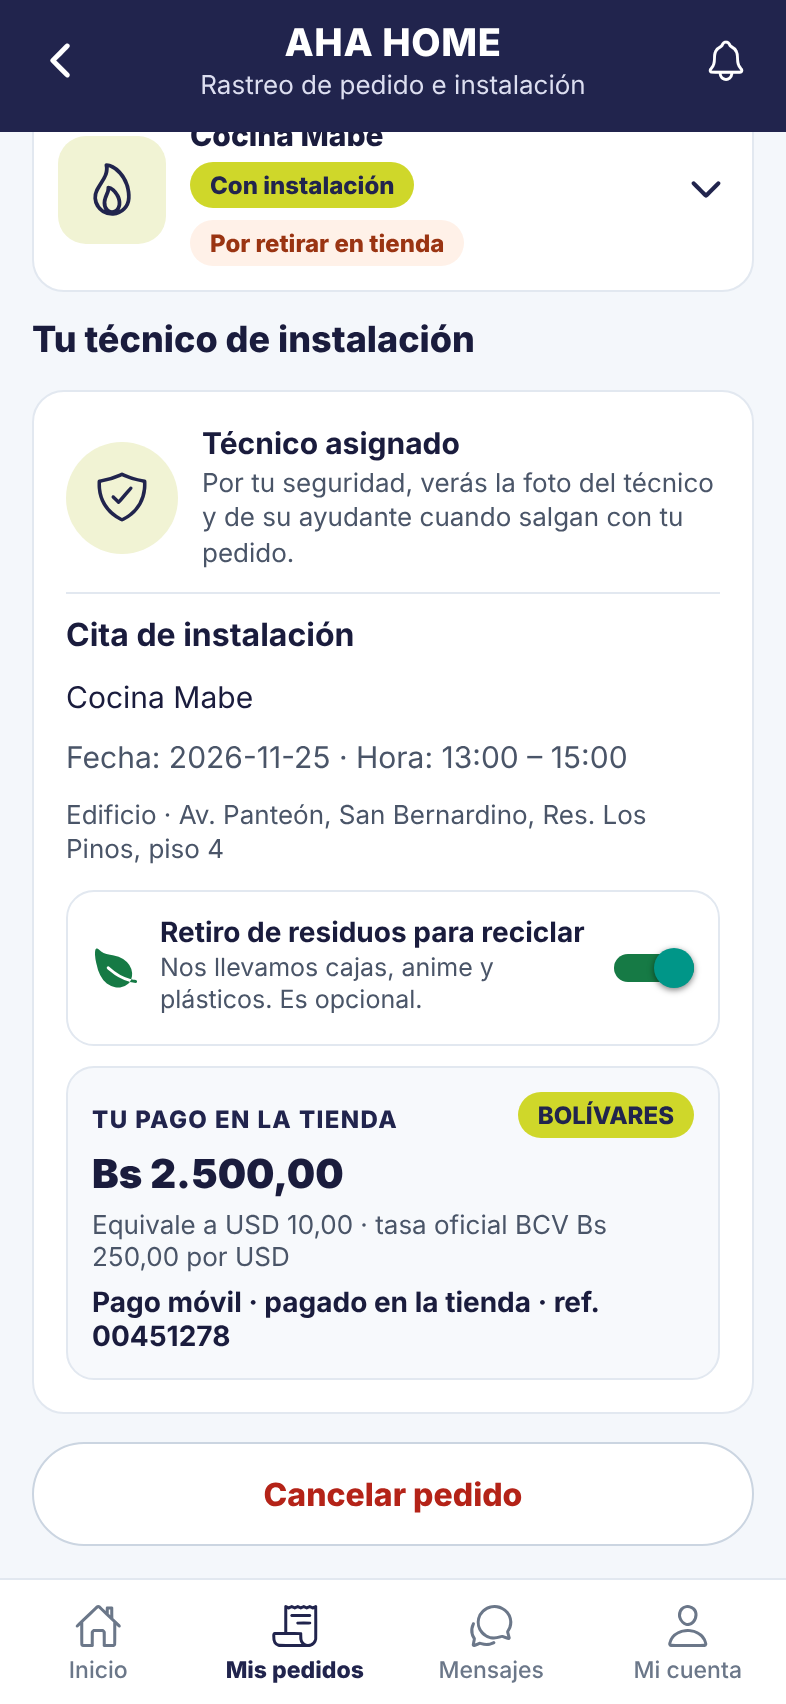 AHA HOME
Rastreo de pedido e instalación
Cocina Mabe
Con instalación
Por retirar en tienda
Tu técnico de instalación
Técnico asignado
Por tu seguridad, verás la foto del técnico
y de su ayudante cuando salgan con tu
pedido.
Cita de instalación
Cocina Mabe
Fecha: 2026-11-25 · Hora: 13:00 – 15:00
Edificio · Av. Panteón, San Bernardino, Res. Los
Pinos, piso 4
Retiro de residuos para reciclar
Nos llevamos cajas, anime y
plásticos. Es opcional.
TU PAGO EN LA TIENDA
BOLÍVARES
Bs 2.500,00
Equivale a USD 10,00 · tasa oficial BCV Bs
250,00 por USD
Pago móvil · pagado en la tienda · ref.
00451278
Cancelar pedido
Inicio
Mis pedidos
Mensajes
Mi cuenta